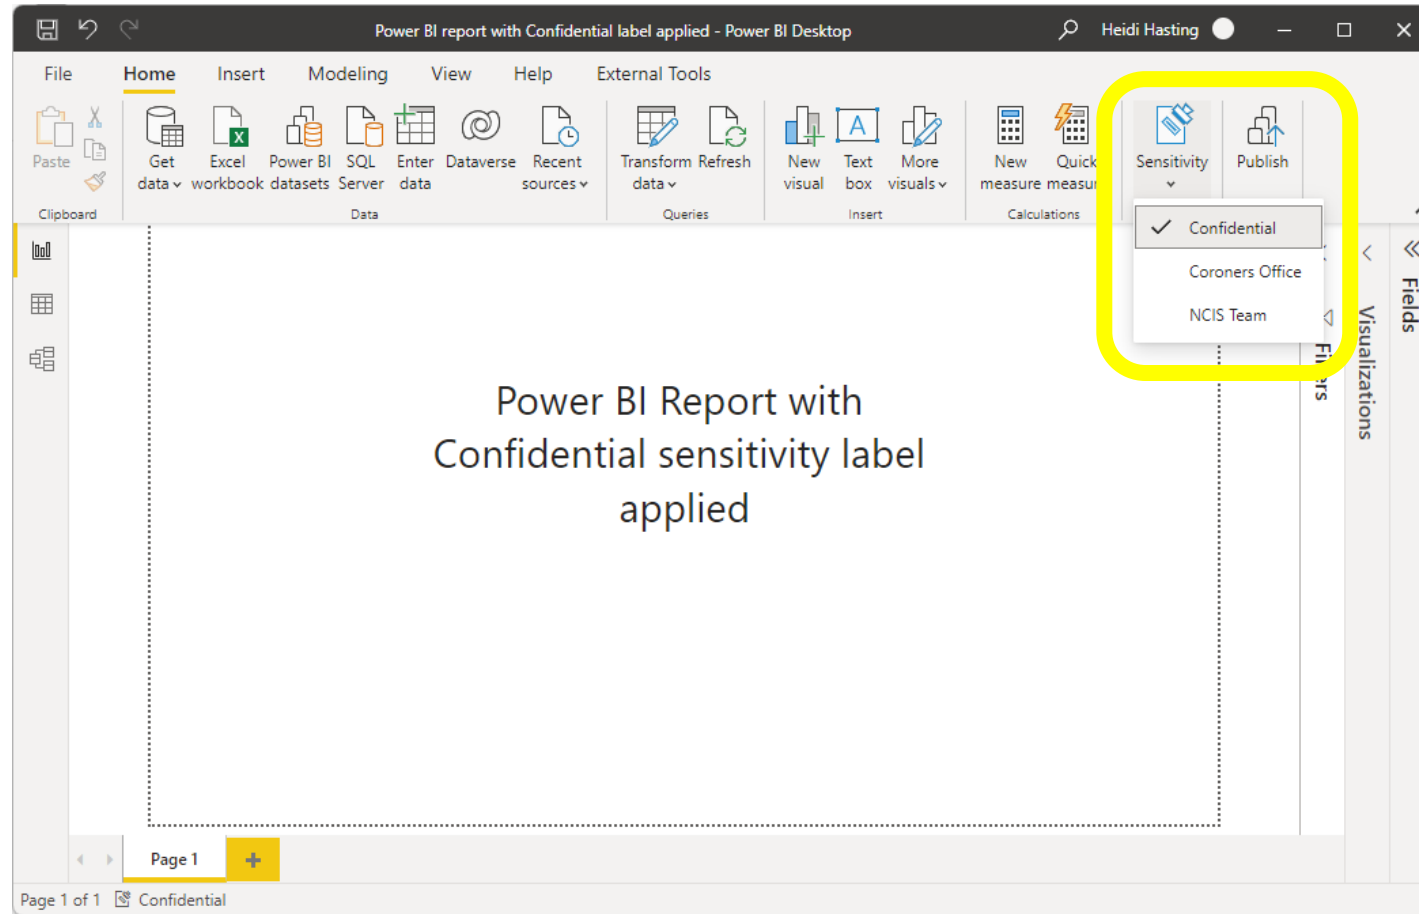 Power BI report with Confidential label applied - Power BI Desktop
Heidi Hasting
File Home Insert Modeling View Help External Tools
Paste
Get data
Excel workbook
Power BI datasets
SQL Server
Enter data
Dataverse
Recent sources
Transform data
Refresh
New visual
Text box
More visuals
New measure
Quick
Sensitivity
Publish
Clipboard
Data
Queries
Insert
Calculations
Confidential
Coroners Office
NCIS Team
Filters
Visualizations
Fields
Power BI Report with
Confidential sensitivity label
applied
Page 1
Page 1 of 1 Confidential